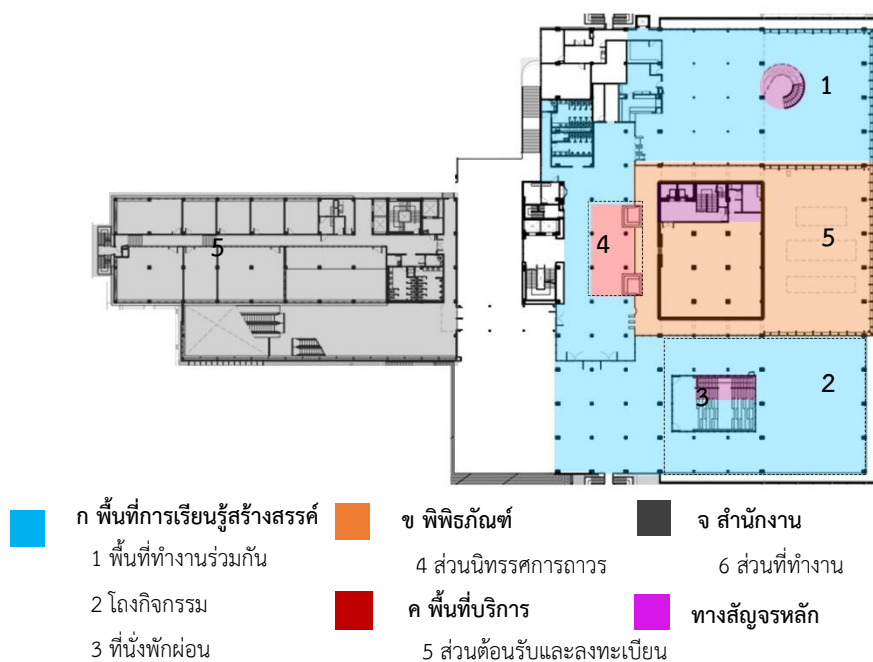 1
5
4
5
2
3
ก พื้นที่การเรียนรู้สร้างสรรค์
1 พื้นที่ทำงานร่วมกัน
2 โถงกิจกรรม
3 ที่นั่งพักผ่อน
ข พิพิธภัณฑ์
4 ส่วนนิทรรศการถาวร
ค พื้นที่บริการ
5 ส่วนต้อนรับและลงทะเบียน
จ สำนักงาน
6 ส่วนที่ทำงาน
ทางสัญจรหลัก